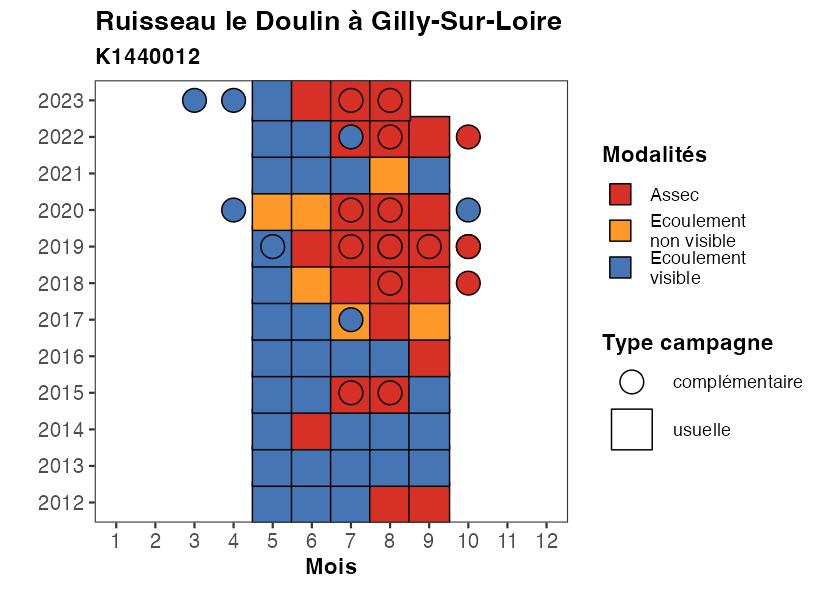 Ruisseau le Doulin à Gilly-Sur-Loire
K1440012
2023
2022
2021
2020
2019
2018
2017
2016
2015
2014
2013
2012
1 2 3 4 5 6 7 8 9 10 11 12
Mois
Modalités
Assec
Ecoulement
non visible
Ecoulement
visible
Type campagne
complémentaire
usuelle